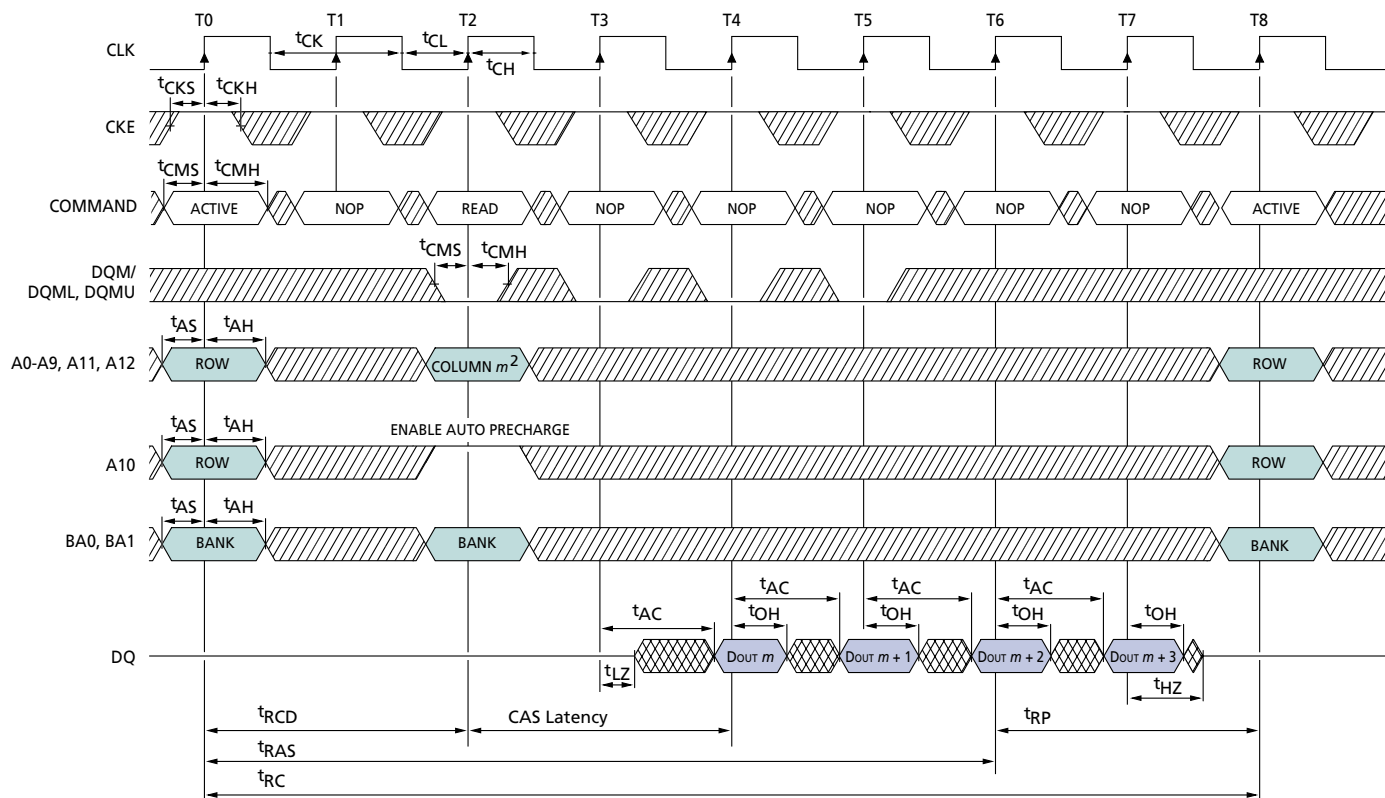 T0 T1 T2 T3 T4 T5 T6 T7 T8
CLK
tCK tCL
tCH
tCKS tCKH
CKE
tCMS tCMH
COMMAND ACTIVE NOP READ NOP NOP NOP NOP NOP ACTIVE
tCMS tCMH
DQM/
DQML, DQMU
tAS tAH
A0-A9, A11, A12 ROW COLUMN m2 ROW
tAS tAH
ENABLE AUTO PRECHARGE
A10 ROW ROW
tAS tAH
BA0, BA1 BANK BANK BANK
tAC tAC tAC
tAC tOH tOH tOH tOH
DQ DOUT m DOUT m + 1 DOUT m + 2 DOUT m + 3
tLZ tHZ
tRCD CAS Latency tRP
tRAS
tRC